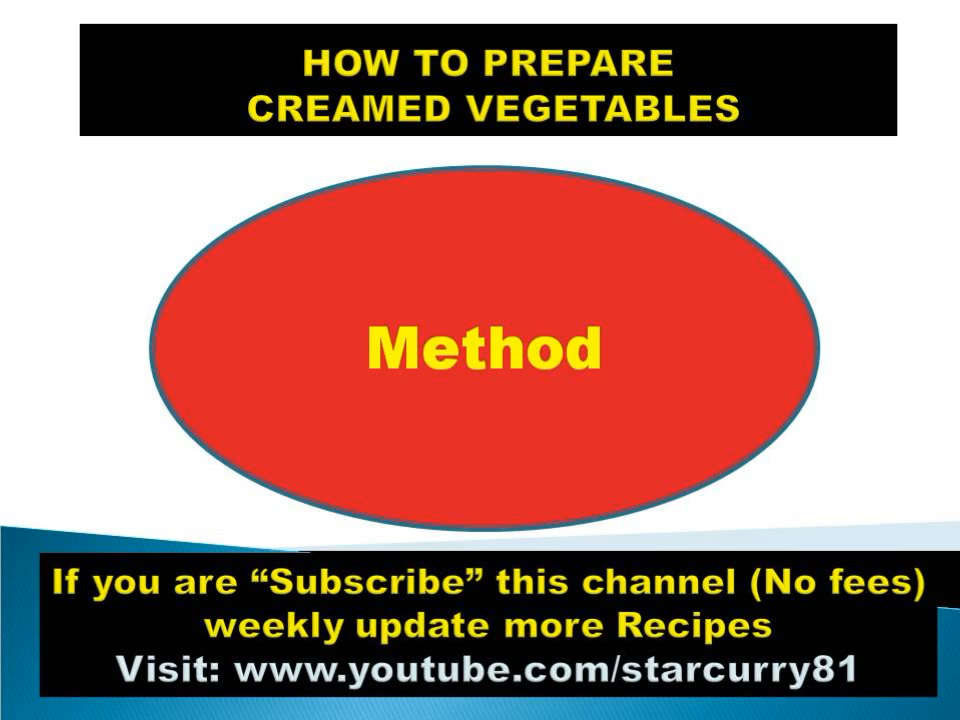 HOW TO PREPARE
CREAMED VEGETABLES
Method
If you are “Subscribe” this channel (No fees)
weekly update more Recipes
Visit: www.youtube.com/starcurry81